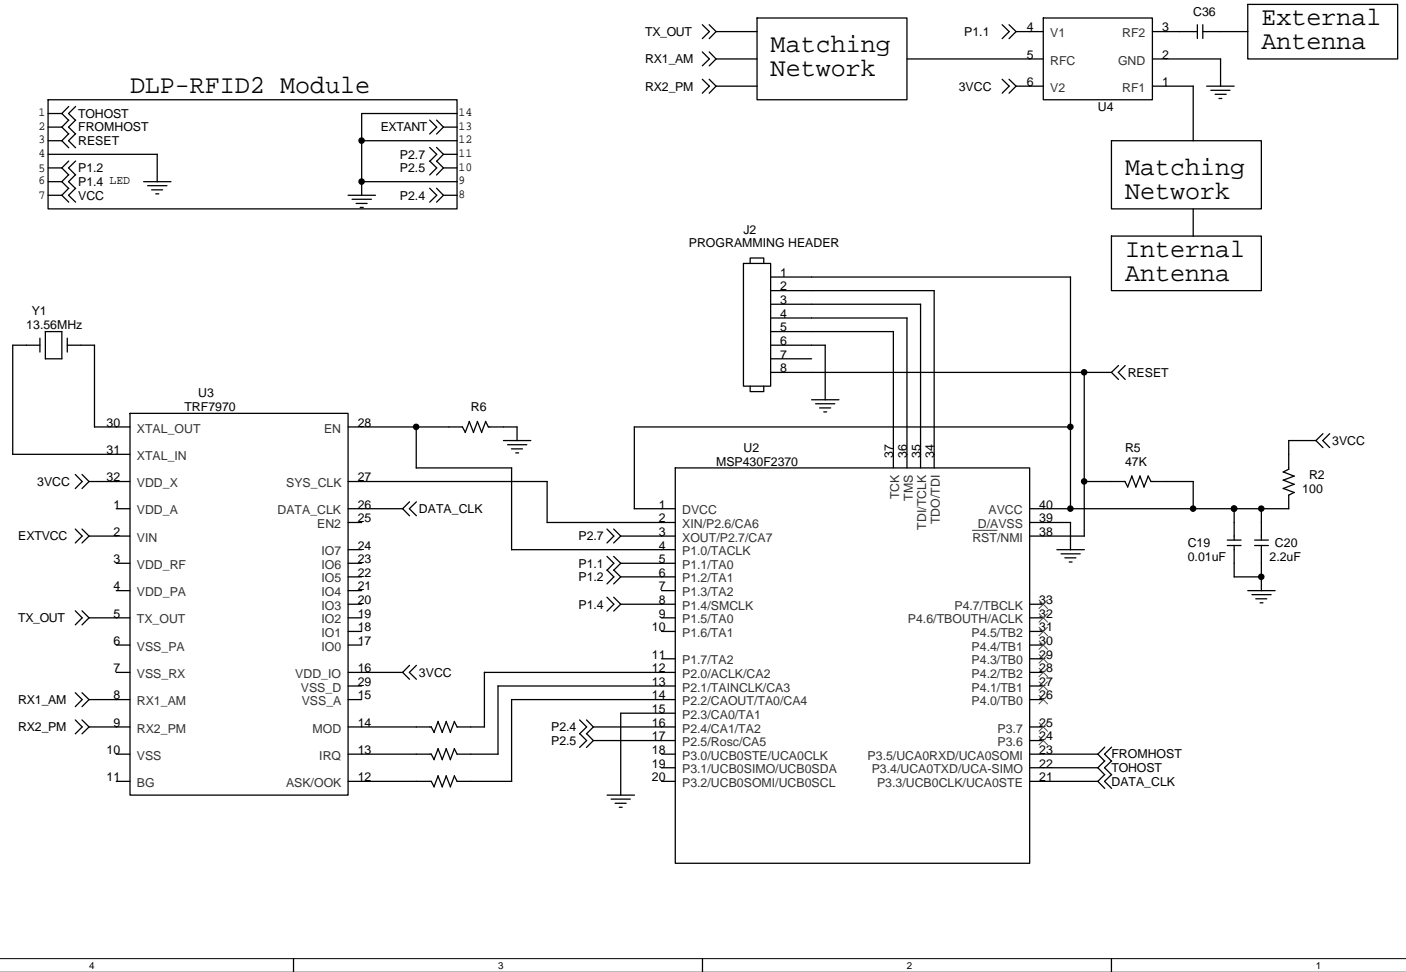 TX_OUT
RX1_AM
RX2_PM
Matching
Network
P1.1
3VCC
4 V1 RF2 3
5 RFC GND 2
6 V2 RF1 1
U4
C36
External
Antenna
Matching
Network
Internal
Antenna
DLP-RFID2 Module
1 TOHOST 14
2 FROMHOST EXTANT 13
3 RESET 12
4 P2.7 11
5 P1.2 P2.5 10
6 P1.4 LED 9
7 VCC P2.4 8
J2
PROGRAMMING HEADER
1
2
3
4
5
6
7
8
RESET
Y1
13.56MHz
U3
TRF7970
30 XTAL_OUT EN 28
31 XTAL_IN
3VCC 32 VDD_X SYS_CLK 27
1 VDD_A DATA_CLK 26 DATA_CLK
EN2 25
EXTVCC 2 VIN
IO7 24
3 VDD_RF IO6 23
IO5 22
4 VDD_PA IO4 21
IO3 20
TX_OUT 5 TX_OUT IO2 19
IO1 18
6 VSS_PA IO0 17
7 VSS_RX VDD_IO 16 3VCC
VSS_D 29
RX1_AM 8 RX1_AM VSS_A 15
RX2_PM 9 RX2_PM MOD 14
10 VSS IRQ 13
11 BG ASK/OOK 12
R6
U2
MSP430F2370
37 36 35 34
TCK
TMS
TDI/TCLK
TDO/TDI
1 DVCC AVCC 40
2 XIN/P2.6/CA6 D/AVSS 39
P2.7 3 XOUT/P2.7/CA7 RST/NMI 38
4 P1.0/TACLK
P1.1 5 P1.1/TA0
P1.2 6 P1.2/TA1
7 P1.3/TA2
P1.4 8 P1.4/SMCLK P4.7/TBCLK 33
9 P1.5/TA0 P4.6/TBOUTH/ACLK 32
10 P1.6/TA1 P4.5/TB2 31
P4.4/TB1 30
11 P1.7/TA2 P4.3/TB0 29
12 P2.0/ACLK/CA2 P4.2/TB2 28
13 P2.1/TAINCLK/CA3 P4.1/TB1 27
14 P2.2/CAOUT/TA0/CA4 P4.0/TB0 26
15 P2.3/CA0/TA1
P2.4 16 P2.4/CA1/TA2 P3.7 25
P2.5 17 P2.5/Rosc/CA5 P3.6 24
18 P3.0/UCB0STE/UCA0CLK P3.5/UCA0RXD/UCA0SOMI 23 FROMHOST
19 P3.1/UCB0SIMO/UCB0SDA P3.4/UCA0TXD/UCA-SIMO 22 TOHOST
20 P3.2/UCB0SOMI/UCB0SCL P3.3/UCB0CLK/UCA0STE 21 DATA_CLK
R5
47K
3VCC
R2
100
C19
0.01uF
C20
2.2uF
4 3 2 1